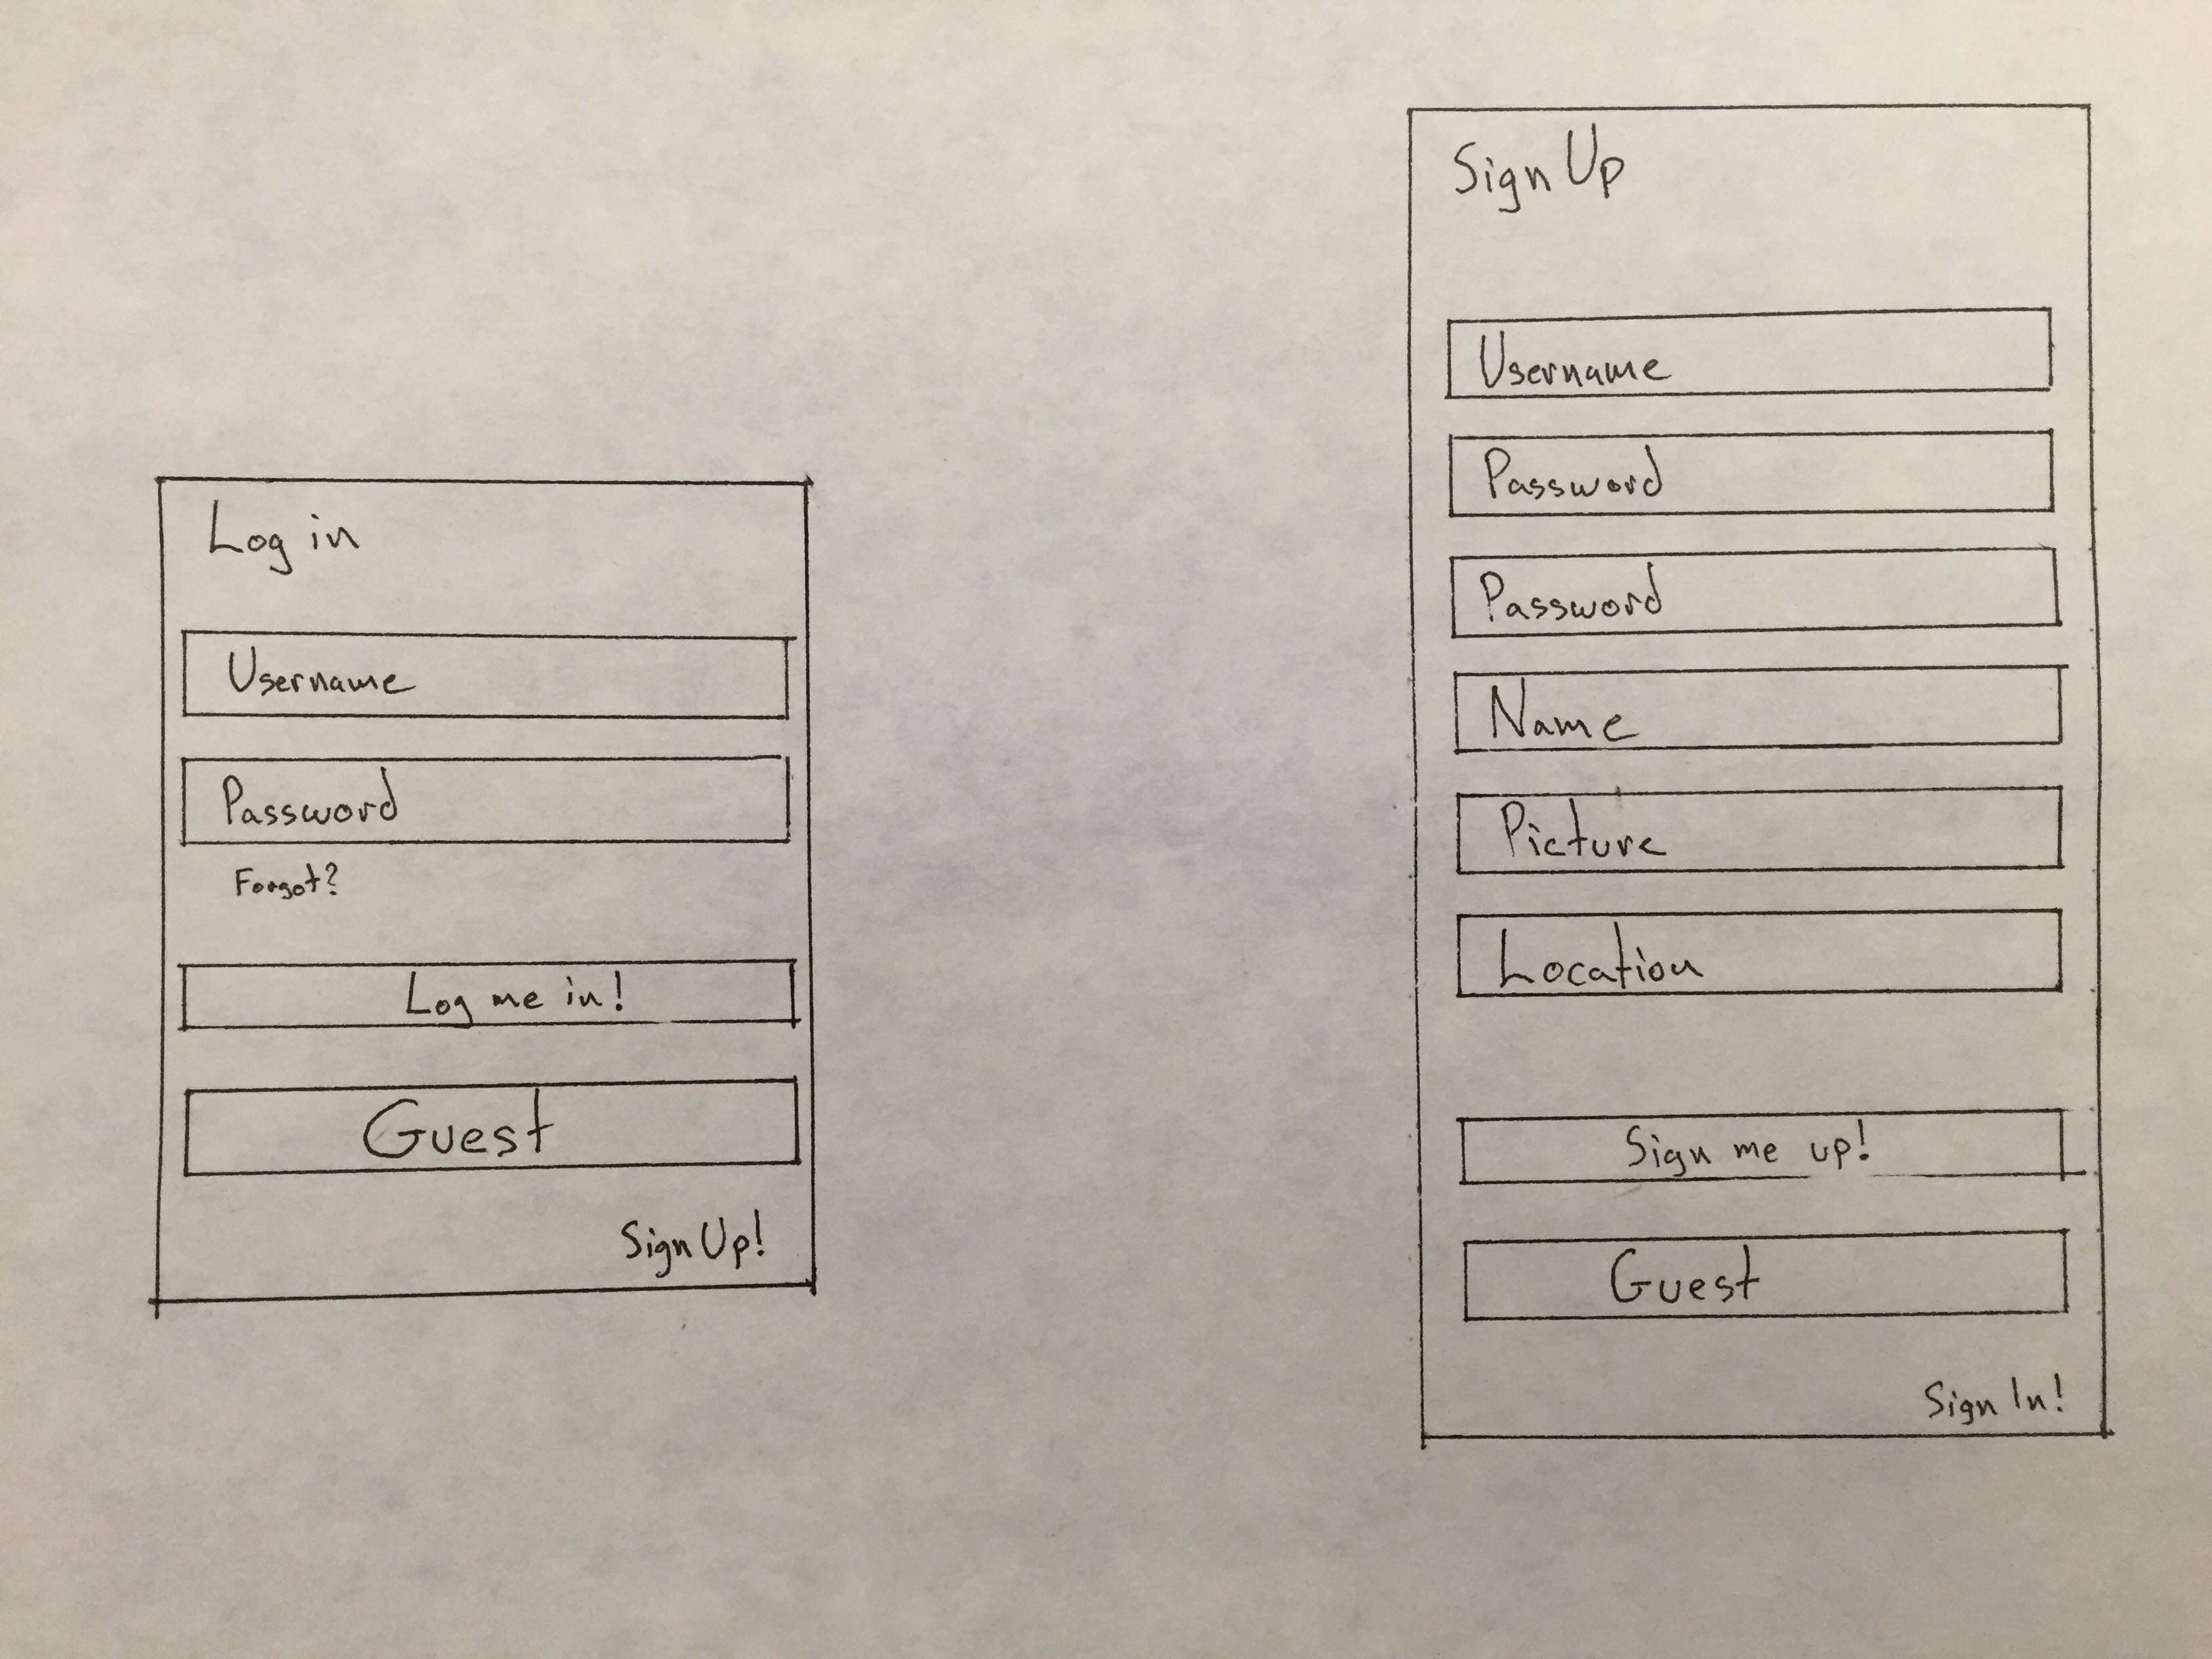 Log in
Username
Password
Forgot?
Log me in!
Guest
Sign Up!
Sign Up
Username
Password
Password
Name
Picture
Location
Sign me up!
Guest
Sign In!